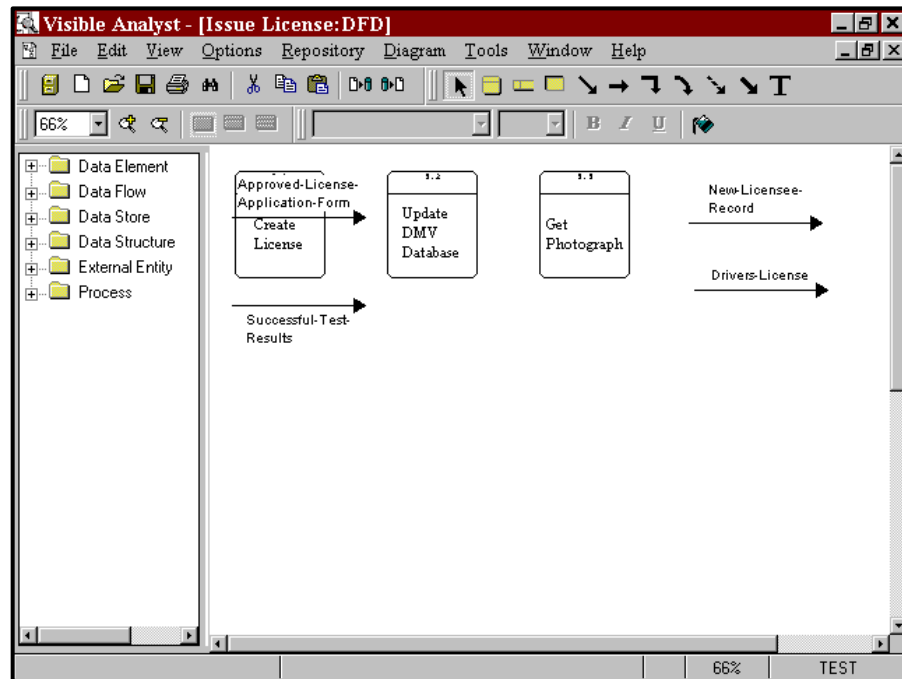 Visible Analyst - [Issue License:DFD]
File Edit View Options Repository Diagram Tools Window Help
T
66% B I U
Data Element
Data Flow
Data Store
Data Structure
External Entity
Process
Approved-License-
Application-Form
Create
License
Successful-Test-
Results
Update
DMV
Database
Get
Photograph
New-Licensee-
Record
Drivers-License
66% TEST